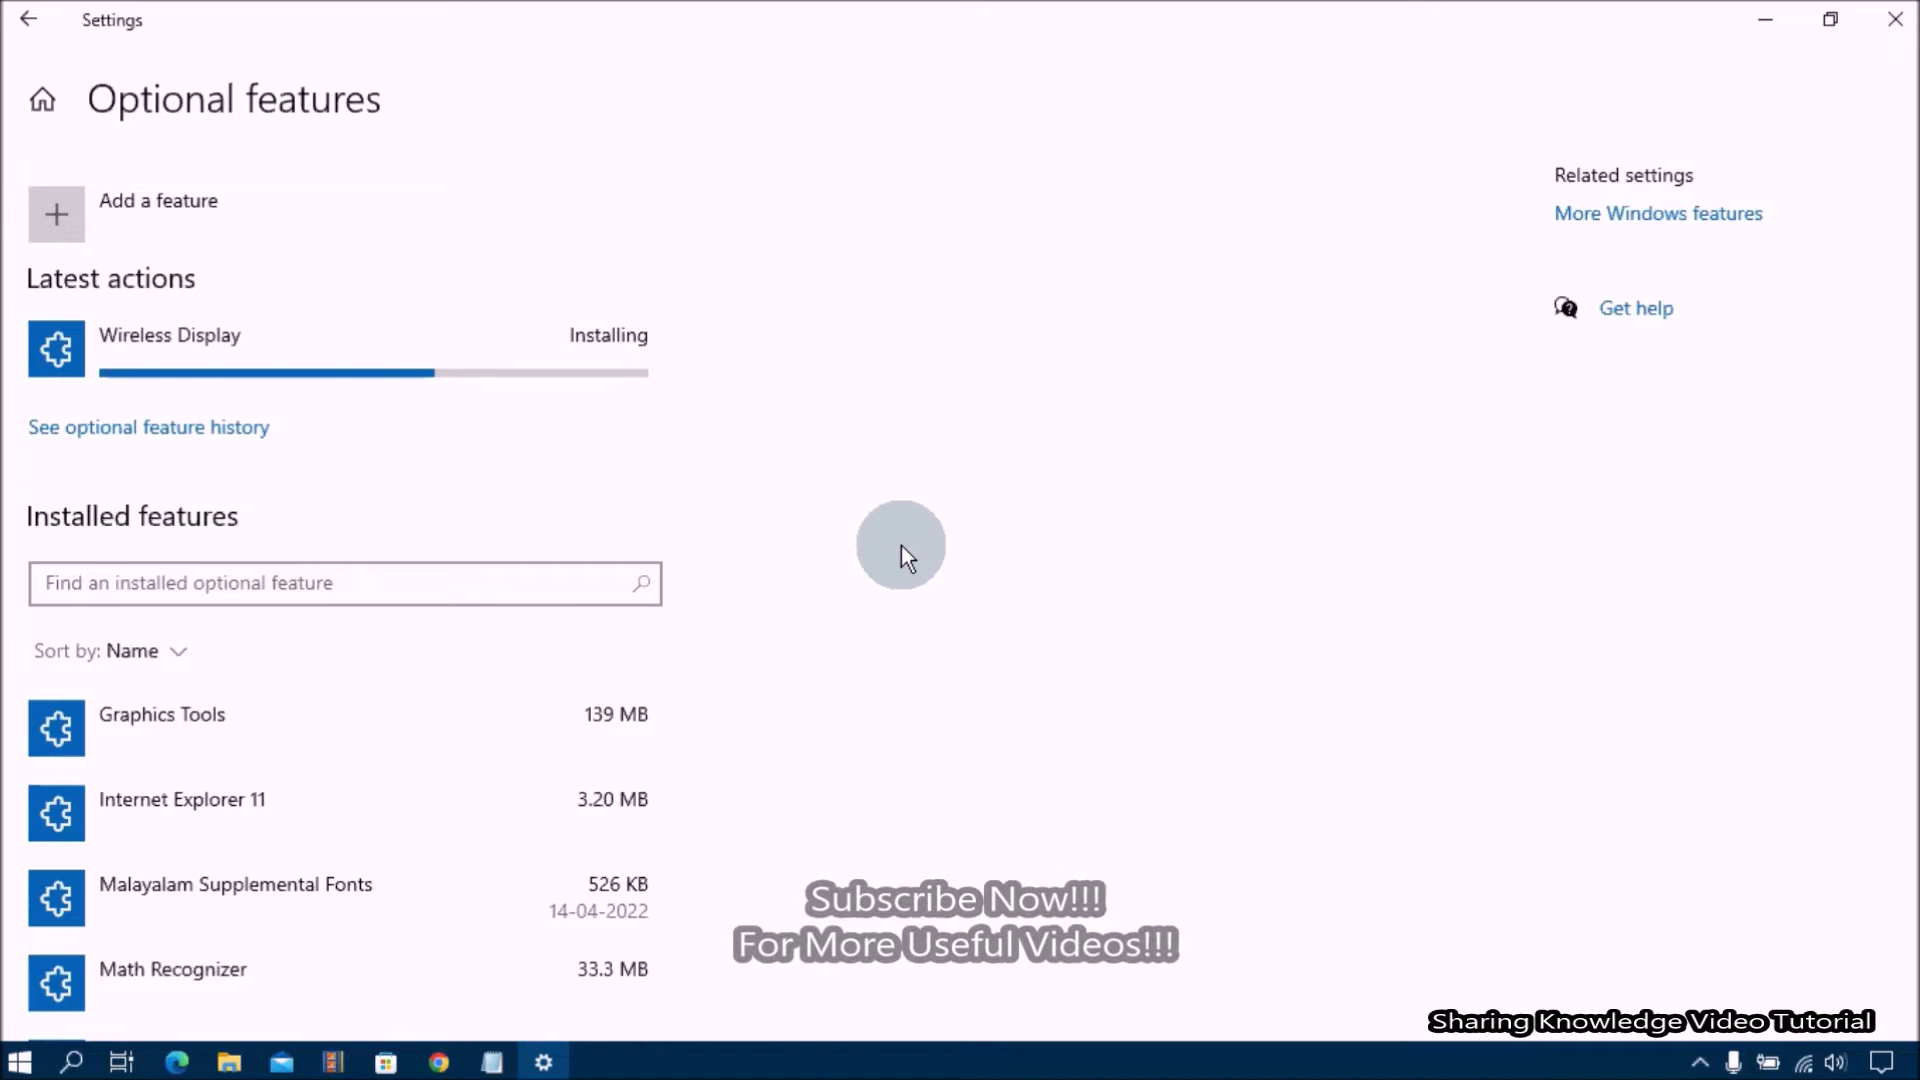 Settings
Optional features
Add a feature
Latest actions
Wireless Display
Installing
See optional feature history
Installed features
Find an installed optional feature
Sort by: Name
Graphics Tools
139 MB
Internet Explorer 11
3.20 MB
Malayalam Supplemental Fonts
526 KB
14-04-2022
Math Recognizer
33.3 MB
Related settings
More Windows features
Get help
Subscribe Now!!!
For More Useful Videos!!!
Sharing Knowledge Video Tutorial